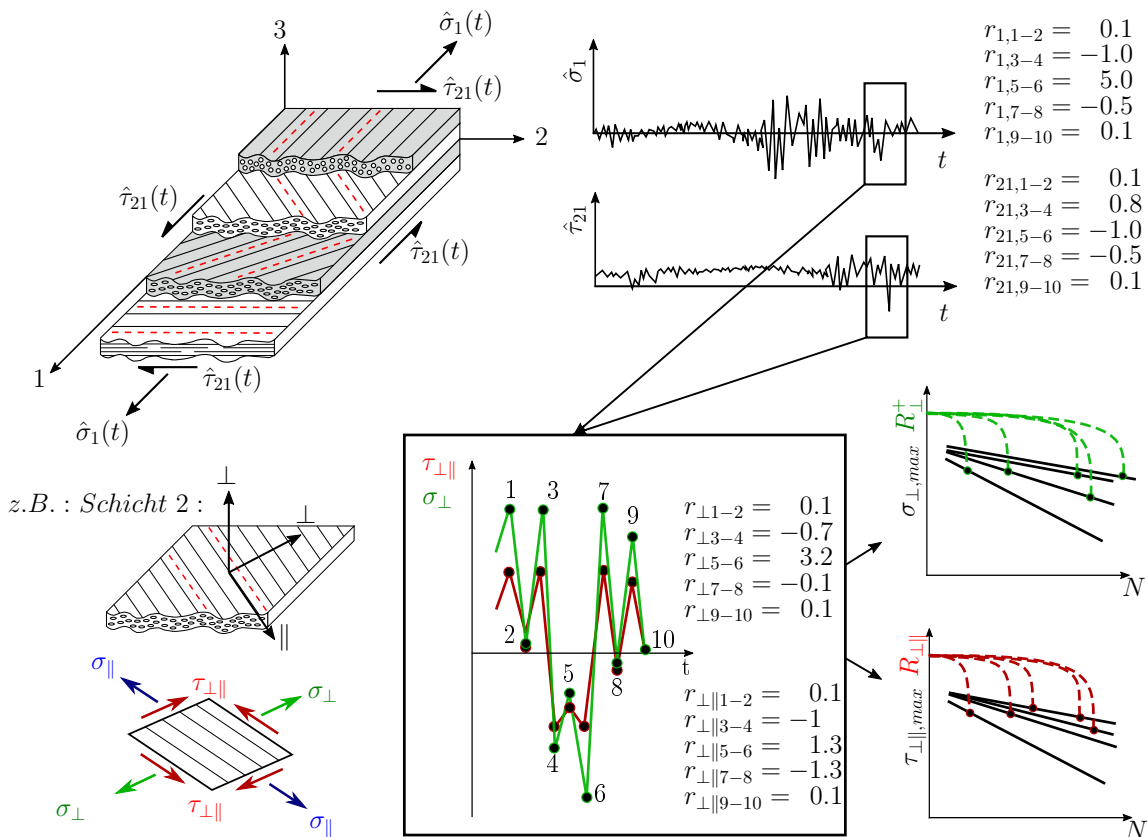 3
σ̂₁(t)
τ̂₂₁(t)
2
τ̂₂₁(t)
τ̂₂₁(t)
1
τ̂₂₁(t)
σ̂₁(t)
σ̂₁
t
r₁,₁₋₂ = 0.1
r₁,₃₋₄ = −1.0
r₁,₅₋₆ = 5.0
r₁,₇₋₈ = −0.5
r₁,₉₋₁₀ = 0.1
τ̂₂₁
t
r₂₁,₁₋₂ = 0.1
r₂₁,₃₋₄ = 0.8
r₂₁,₅₋₆ = −1.0
r₂₁,₇₋₈ = −0.5
r₂₁,₉₋₁₀ = 0.1
z.B. : Schicht 2 :
⊥
⊥
∥
σ∥
τ⊥∥
σ⊥
σ⊥
τ⊥∥
σ∥
τ⊥∥
σ⊥
1
2
3
4
5
6
7
8
9
10
t
r⊥1−2 = 0.1
r⊥3−4 = −0.7
r⊥5−6 = 3.2
r⊥7−8 = −0.1
r⊥9−10 = 0.1
r⊥∥1−2 = 0.1
r⊥∥3−4 = −1
r⊥∥5−6 = 1.3
r⊥∥7−8 = −1.3
r⊥∥9−10 = 0.1
R⊥⁺
σ⊥,max
N
R⊥∥
τ⊥∥,max
N